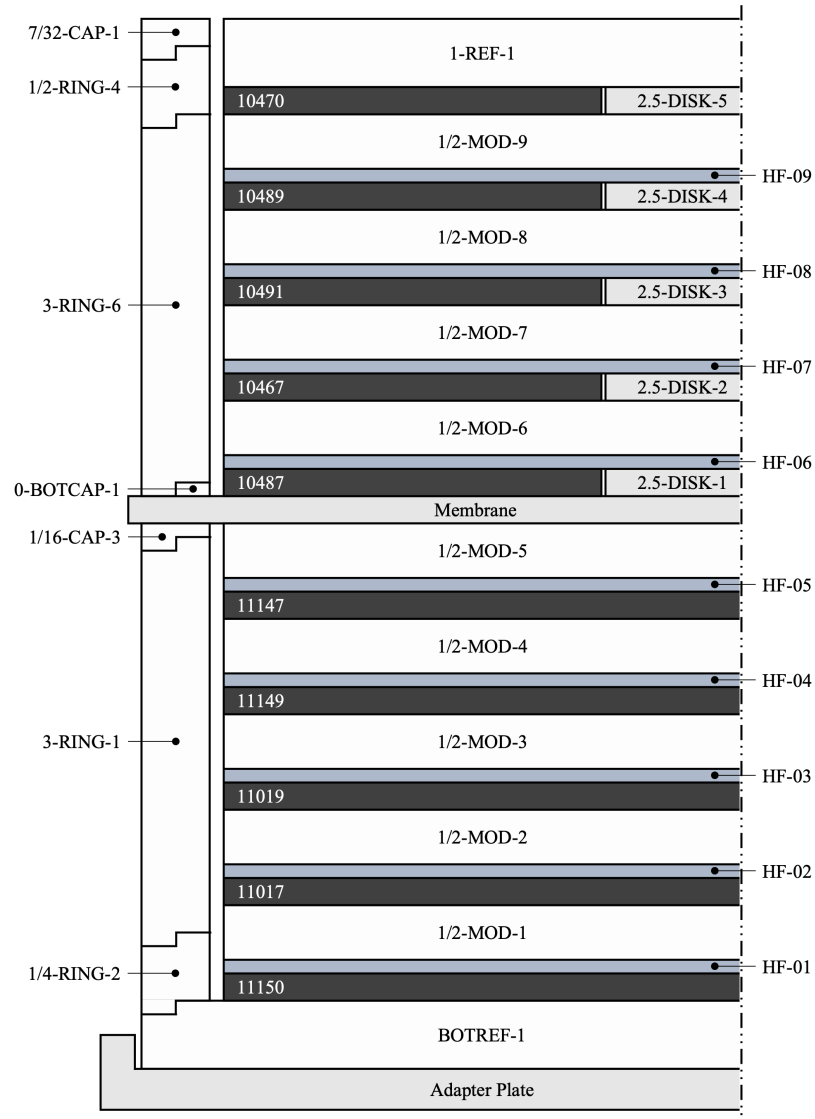 7/32-CAP-1
1-REF-1
1/2-RING-4
10470
2.5-DISK-5
1/2-MOD-9
HF-09
10489
2.5-DISK-4
1/2-MOD-8
HF-08
10491
2.5-DISK-3
3-RING-6
1/2-MOD-7
HF-07
10467
2.5-DISK-2
1/2-MOD-6
HF-06
10487
2.5-DISK-1
0-BOTCAP-1
Membrane
1/16-CAP-3
1/2-MOD-5
HF-05
11147
1/2-MOD-4
HF-04
11149
3-RING-1
1/2-MOD-3
HF-03
11019
1/2-MOD-2
HF-02
11017
1/2-MOD-1
HF-01
1/4-RING-2
11150
BOTREF-1
Adapter Plate